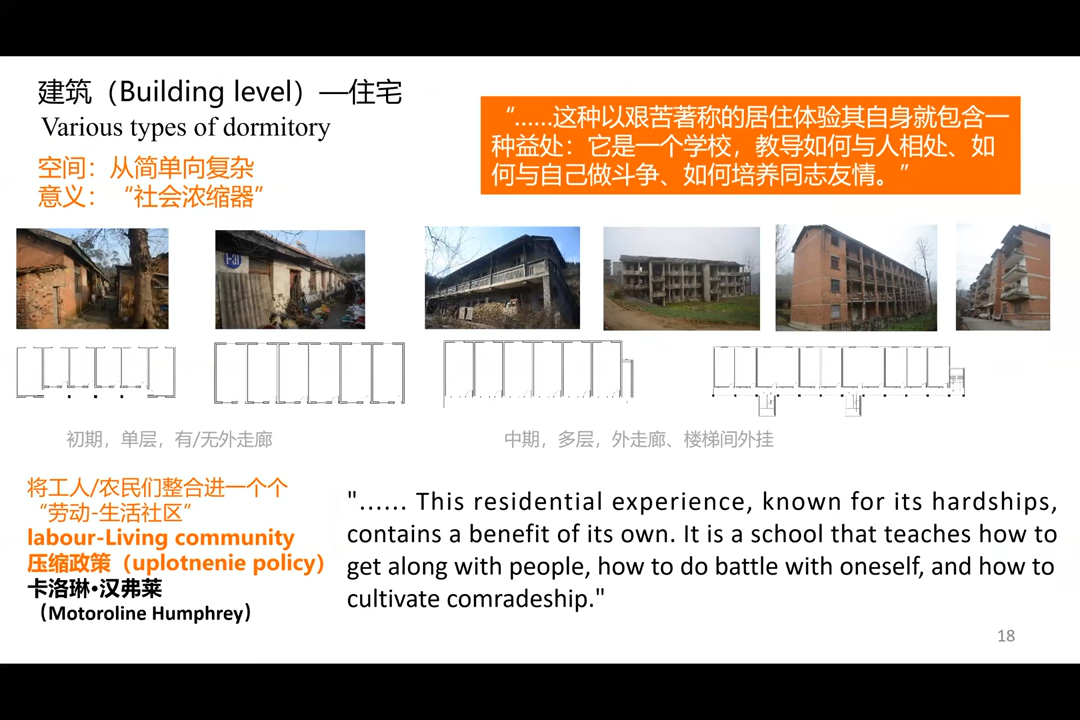 建筑（Building level）—住宅
Various types of dormitory
空间：从简单向复杂
意义：“社会浓缩器”
“......这种以艰苦著称的居住体验其自身就包含一
种益处：它是一个学校，教导如何与人相处、如
何与自己做斗争、如何培养同志友情。”
1-31
初期，单层，有/无外走廊
中期，多层，外走廊、楼梯间外挂
将工人/农民们整合进一个个
“劳动-生活社区”
labour-Living community
压缩政策（uplotnenie policy）
卡洛琳•汉弗莱
（Motoroline Humphrey）
"...... This residential experience, known for its hardships,
contains a benefit of its own. It is a school that teaches how to
get along with people, how to do battle with oneself, and how to
cultivate comradeship."
18